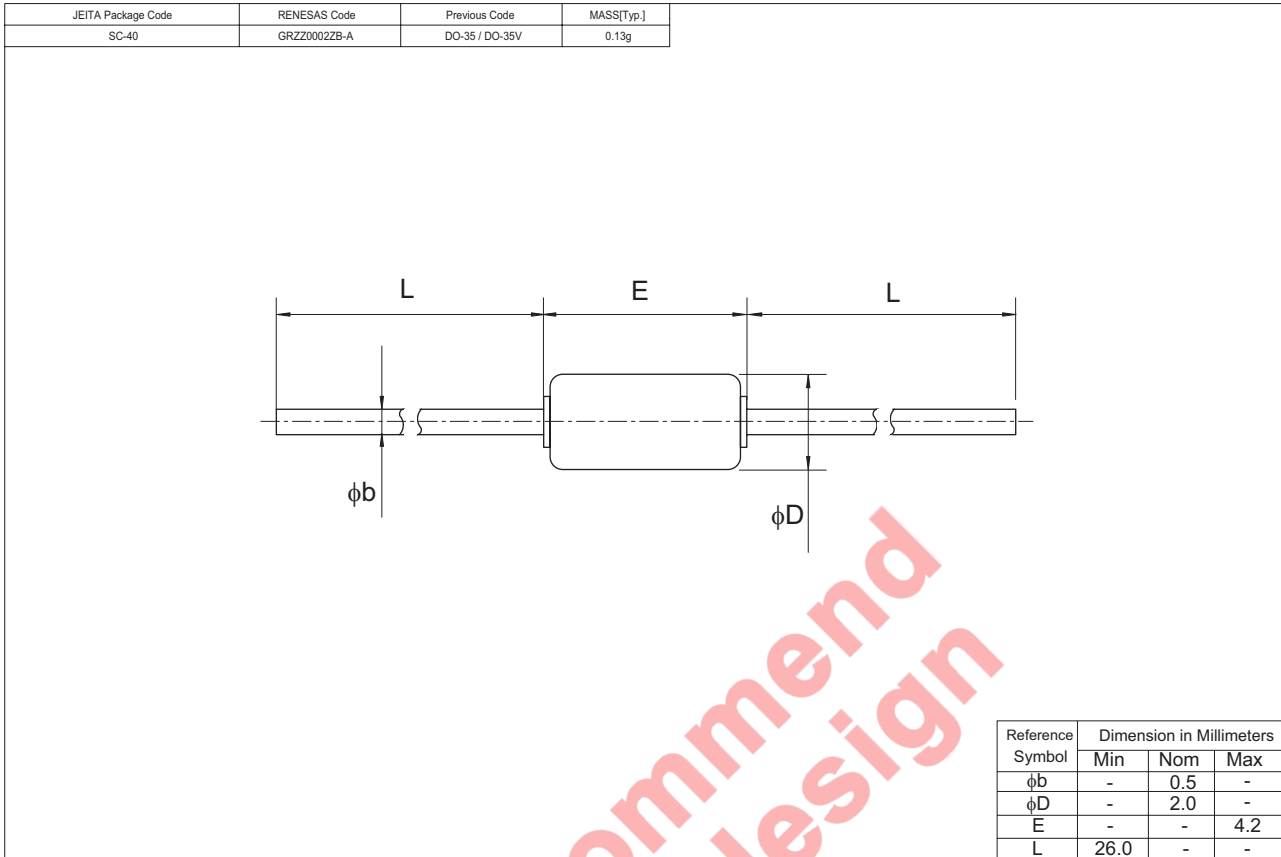 JEITA Package Code RENESAS Code Previous Code MASS[Typ.]
SC-40 GRZZ0002ZB-A DO-35 / DO-35V 0.13g
L E L
ϕb
ϕD
Reference Symbol Dimension in Millimeters
Min Nom Max
ϕb - 0.5 -
ϕD - 2.0 -
E - - 4.2
L 26.0 - -
design